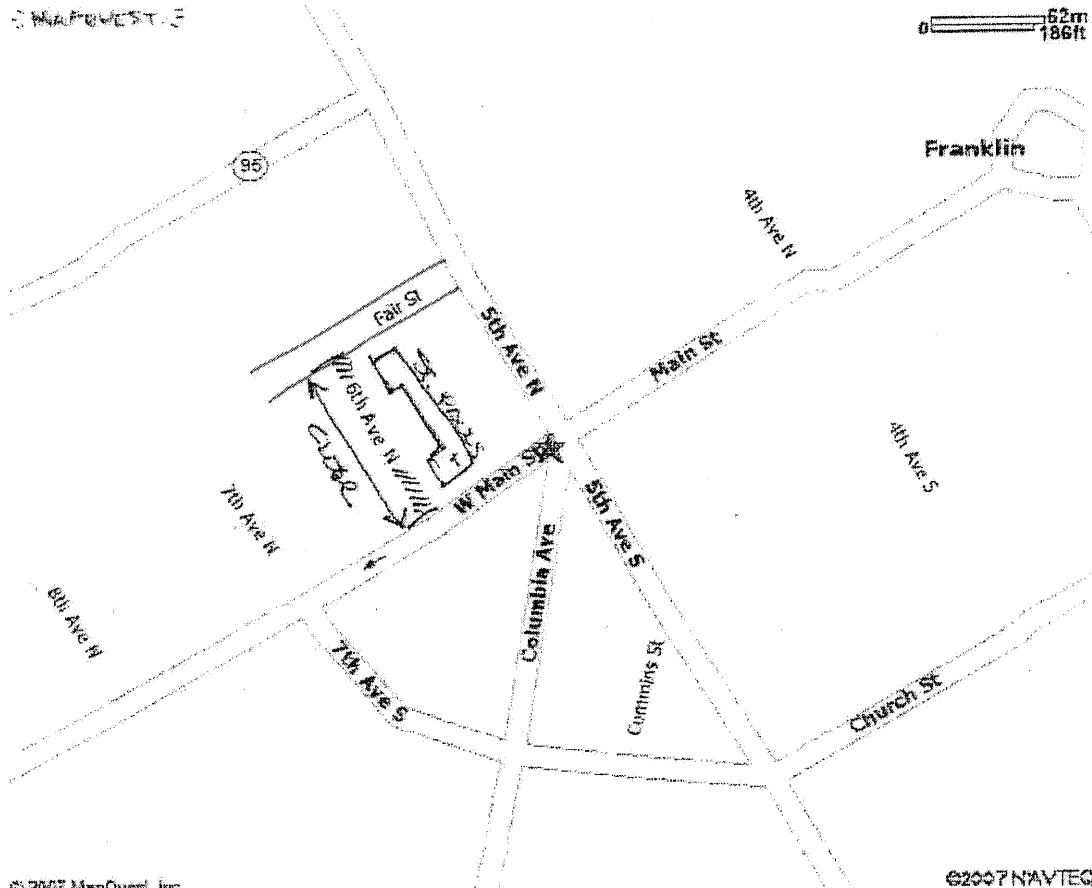 MAPQUEST
0 62m
186ft
Franklin
95
4th Ave N
Fair St
5th Ave N
Main St
6th Ave N
4th Ave S
W Main St
7th Ave N
5th Ave S
Columbia Ave
8th Ave N
7th Ave S
Cummins St
Church St
© 2007 MapQuest, Inc.
©2007 NAVTEQ